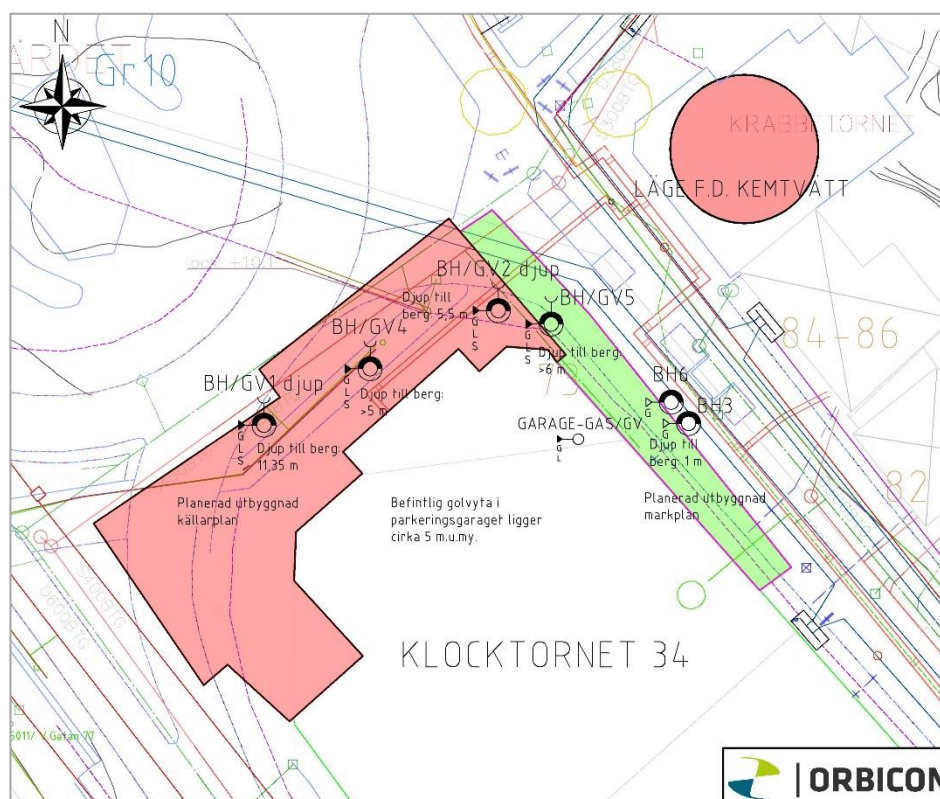 N
Gr 10
KRABBETORNET
LÄGE F.D. KEMTVÄTT
BH/GV2 djup
Djup till
berg: 5,5 m
BH/GV5
Djup till berg:
>6 m
BH/GV4
Djup till berg:
>5 m
BH/GV1 djup
Djup till berg:
11,35 m
84-86
BH6
BH3
Djup till
berg: 1 m
GARAGE-GAS/GV
82
Planerad utbyggnad
källarplan
Befintlig golvyta i
parkeringsgaraget ligger
cirka 5 m.u.my.
Planerad utbyggnad
markplan
S400BTG
D600BTG
KLOCKTORNET 34
G
L
S
G
L
S
G
L
S
G
L
S
G
G
G
L
E
ORBICON